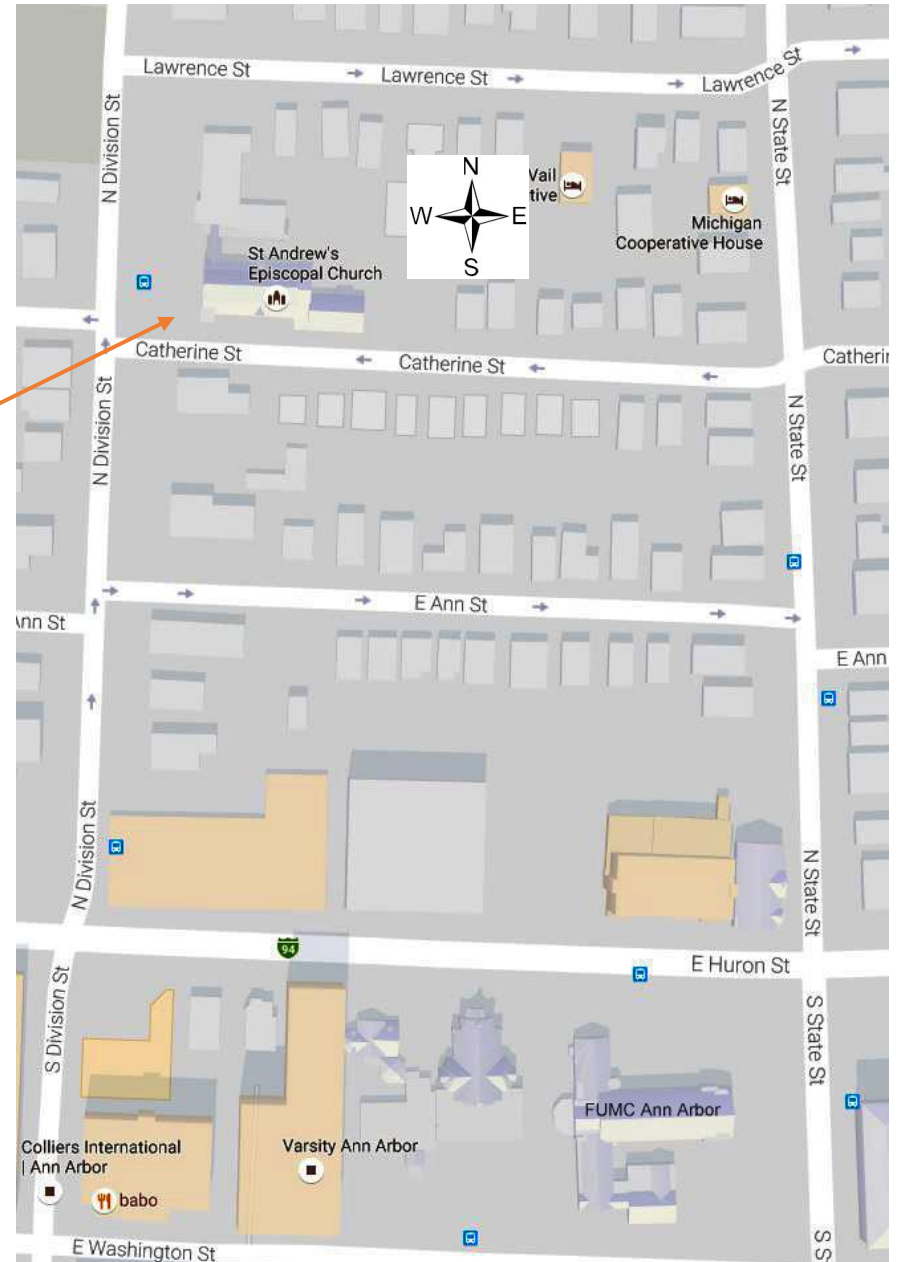 Lawrence St
Lawrence St
Lawrence St
N Division St
N State St
N
W
E
S
Vail
tive
Michigan
Cooperative House
St Andrew's
Episcopal Church
Catherine St
Catherine St
Catherin
N Division St
N State St
E Ann St
Ann St
E Ann
N Division St
N State St
94
E Huron St
S Division St
S State St
FUMC Ann Arbor
Colliers International
| Ann Arbor
Varsity Ann Arbor
babo
E Washington St
S S